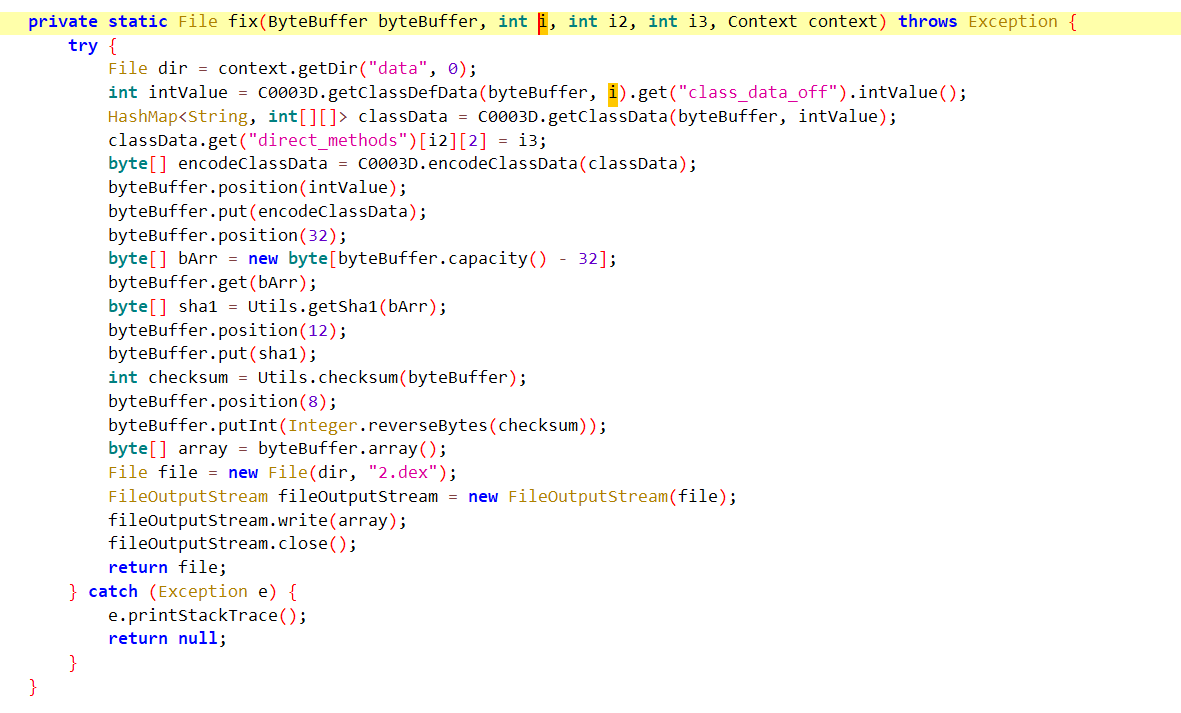 private static File fix(ByteBuffer byteBuffer, int i, int i2, int i3, Context context) throws Exception {
    try {
        File dir = context.getDir("data", 0);
        int intValue = C0003D.getClassDefData(byteBuffer, i).get("class_data_off").intValue();
        HashMap<String, int[][]> classData = C0003D.getClassData(byteBuffer, intValue);
        classData.get("direct_methods")[i2][2] = i3;
        byte[] encodeClassData = C0003D.encodeClassData(classData);
        byteBuffer.position(intValue);
        byteBuffer.put(encodeClassData);
        byteBuffer.position(32);
        byte[] bArr = new byte[byteBuffer.capacity() - 32];
        byteBuffer.get(bArr);
        byte[] sha1 = Utils.getSha1(bArr);
        byteBuffer.position(12);
        byteBuffer.put(sha1);
        int checksum = Utils.checksum(byteBuffer);
        byteBuffer.position(8);
        byteBuffer.putInt(Integer.reverseBytes(checksum));
        byte[] array = byteBuffer.array();
        File file = new File(dir, "2.dex");
        FileOutputStream fileOutputStream = new FileOutputStream(file);
        fileOutputStream.write(array);
        fileOutputStream.close();
        return file;
    } catch (Exception e) {
        e.printStackTrace();
        return null;
    }
}